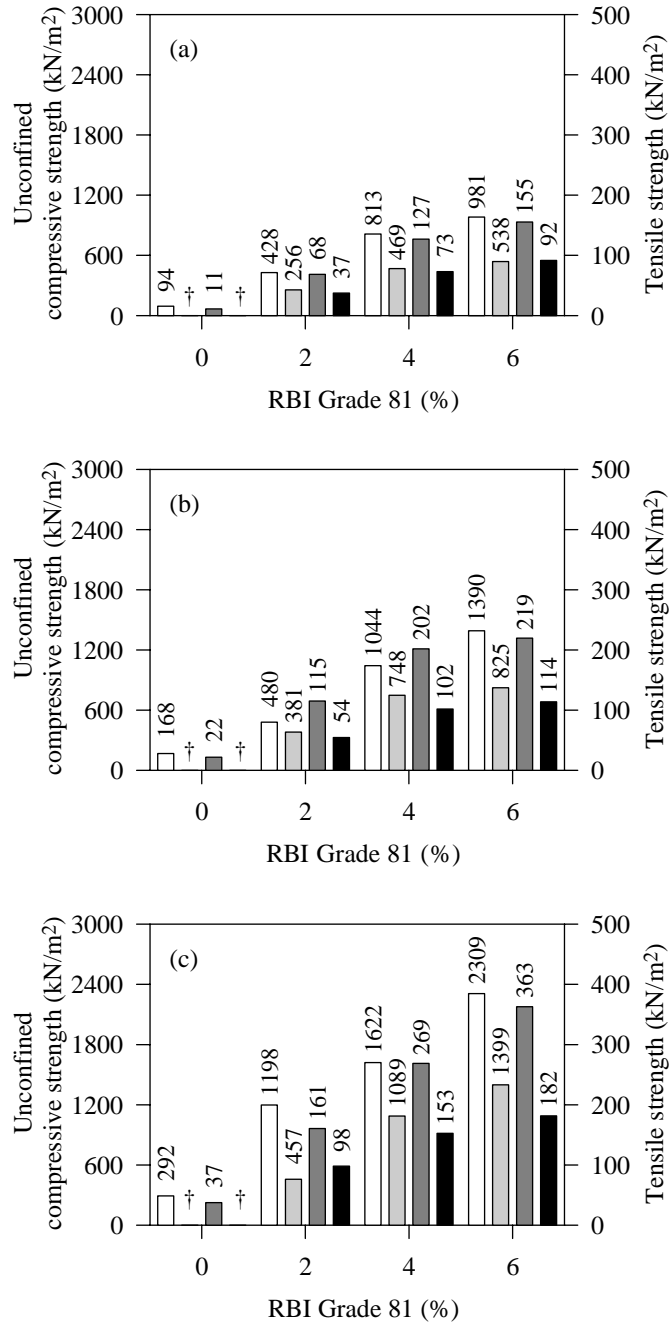 Unconfined
compressive strength (kN/m²)
Tensile strength (kN/m²)
3000
2400
1800
1200
600
0
500
400
300
200
100
0
(a)
94 † 11 †
428 256 68 37
813 469 127 73
981 538 155 92
0 2 4 6
RBI Grade 81 (%)
Unconfined
compressive strength (kN/m²)
Tensile strength (kN/m²)
3000
2400
1800
1200
600
0
500
400
300
200
100
0
(b)
168 † 22 †
480 381 115 54
1044 748 202 102
1390 825 219 114
0 2 4 6
RBI Grade 81 (%)
Unconfined
compressive strength (kN/m²)
Tensile strength (kN/m²)
3000
2400
1800
1200
600
0
500
400
300
200
100
0
(c)
292 † 37 †
1198 457 161 98
1622 1089 269 153
2309 1399 363 182
0 2 4 6
RBI Grade 81 (%)